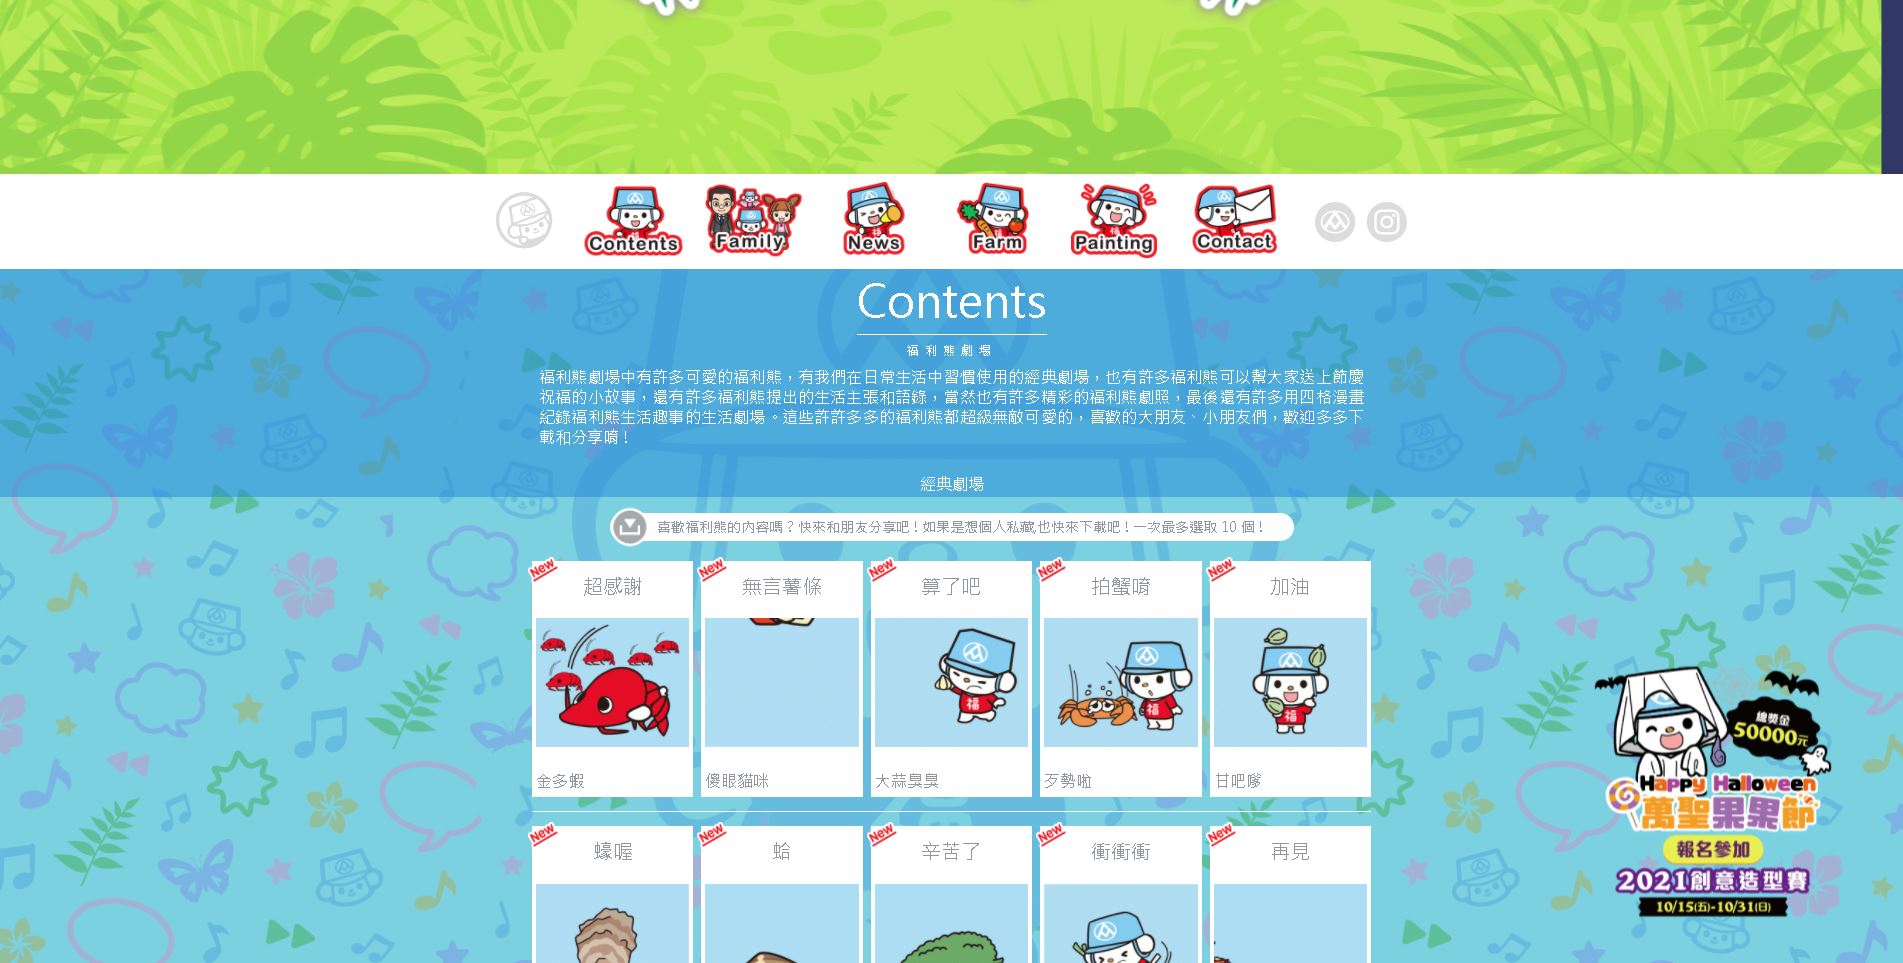 Contents
Family
News
Farm
Painting
Contact
Contents
福利熊劇場
福利熊劇場中有許多可愛的福利熊，有我們在日常生活中習慣使用的經典劇場，也有許多福利熊可以幫大家送上節慶
祝福的小故事，還有許多福利熊提出的生活主張和語錄，當然也有許多精彩的福利熊劇照，最後還有許多用四格漫畫
紀錄福利熊生活趣事的生活劇場。這些許許多多的福利熊都超級無敵可愛的，喜歡的大朋友、小朋友們，歡迎多多下
載和分享唷！
經典劇場
喜歡福利熊的內容嗎？快來和朋友分享吧！如果是想個人私藏,也快來下載吧！一次最多選取 10 個！
New
超感謝
金多蝦
New
無言薯條
傻眼貓咪
New
算了吧
福
大蒜臭臭
New
拍蟹唷
福
歹勢啦
New
加油
福
甘吧嗲
New
蠔喔
New
蛤
New
辛苦了
New
衝衝衝
New
再見
總獎金
50000元
Happy Halloween
萬聖果果節
報名參加
2021創意造型賽
10/15(五)-10/31(日)